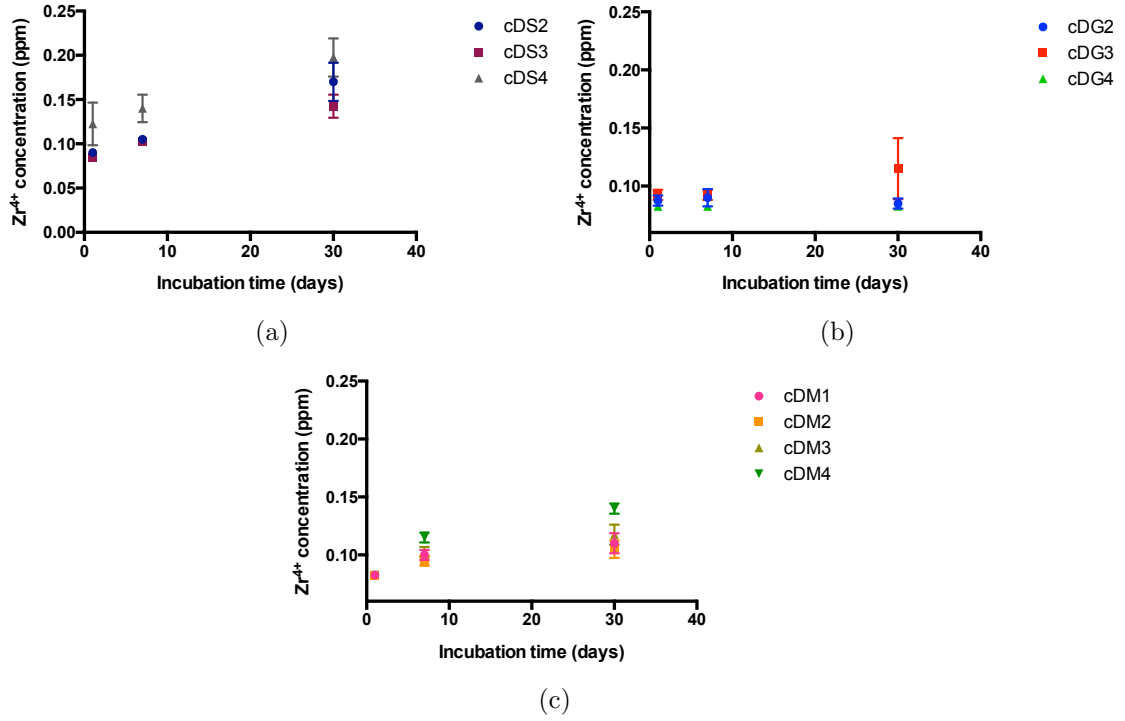 0.25
0.20
0.15
0.10
0.05
0.00
Zr4+ concentration (ppm)
0
10
20
30
40
Incubation time (days)
cDS2
cDS3
cDS4
(a)
0.25
0.20
0.15
0.10
Zr4+ concentration (ppm)
0
10
20
30
40
Incubation time (days)
cDG2
cDG3
cDG4
(b)
0.25
0.20
0.15
0.10
Zr4+ concentration (ppm)
0
10
20
30
40
Incubation time (days)
cDM1
cDM2
cDM3
cDM4
(c)